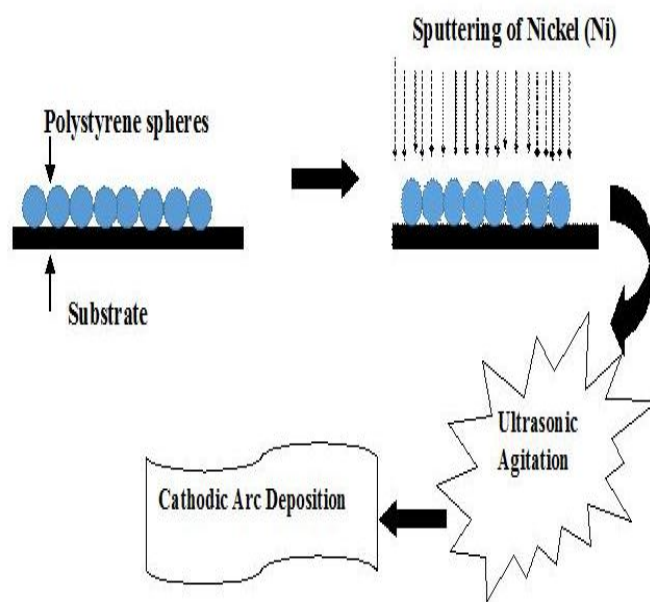 Sputtering of Nickel (Ni)
Polystyrene spheres
Substrate
Ultrasonic
Agitation
Cathodic Arc Deposition